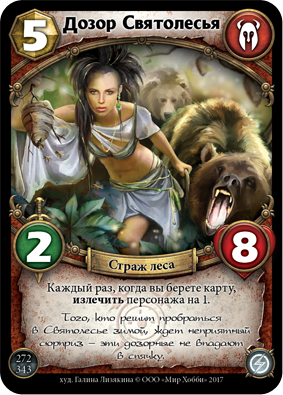 5 Дозор Святолесья
2 8
Страж леса
Каждый раз, когда вы берете карту,
излечить персонажа на 1.
Того, кто решит пробраться
в Святолесье зимой, ждет неприятный
сюрприз – эти дозорные не впадают
в спячку.
272
343
худ. Галина Лизякина © ООО «Мир Хобби» 2017